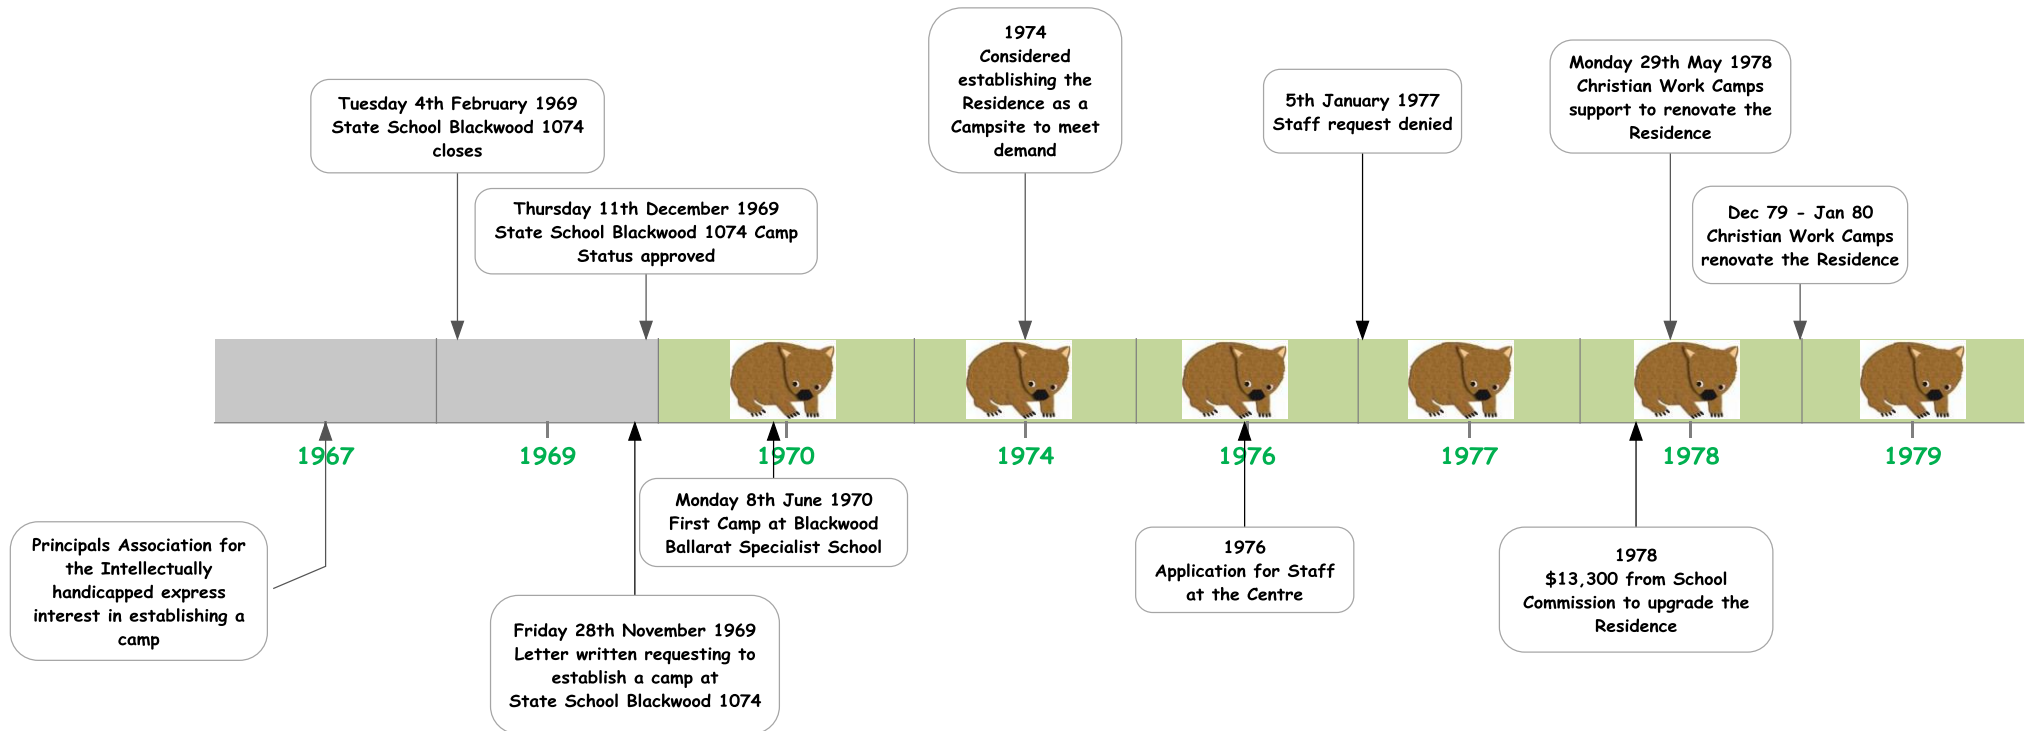 1974
Considered
establishing the
Residence as a
Campsite to meet
demand
Monday 29th May 1978
Christian Work Camps
support to renovate the
Residence
Tuesday 4th February 1969
State School Blackwood 1074
closes
5th January 1977
Staff request denied
Thursday 11th December 1969
State School Blackwood 1074 Camp
Status approved
Dec 79 - Jan 80
Christian Work Camps
renovate the Residence
1967
1969
1970
1974
1976
1977
1978
1979
Principals Association for
the Intellectually
handicapped express
interest in establishing a
camp
Monday 8th June 1970
First Camp at Blackwood
Ballarat Specialist School
Friday 28th November 1969
Letter written requesting to
establish a camp at
State School Blackwood 1074
1976
Application for Staff
at the Centre
1978
$13,300 from School
Commission to upgrade the
Residence